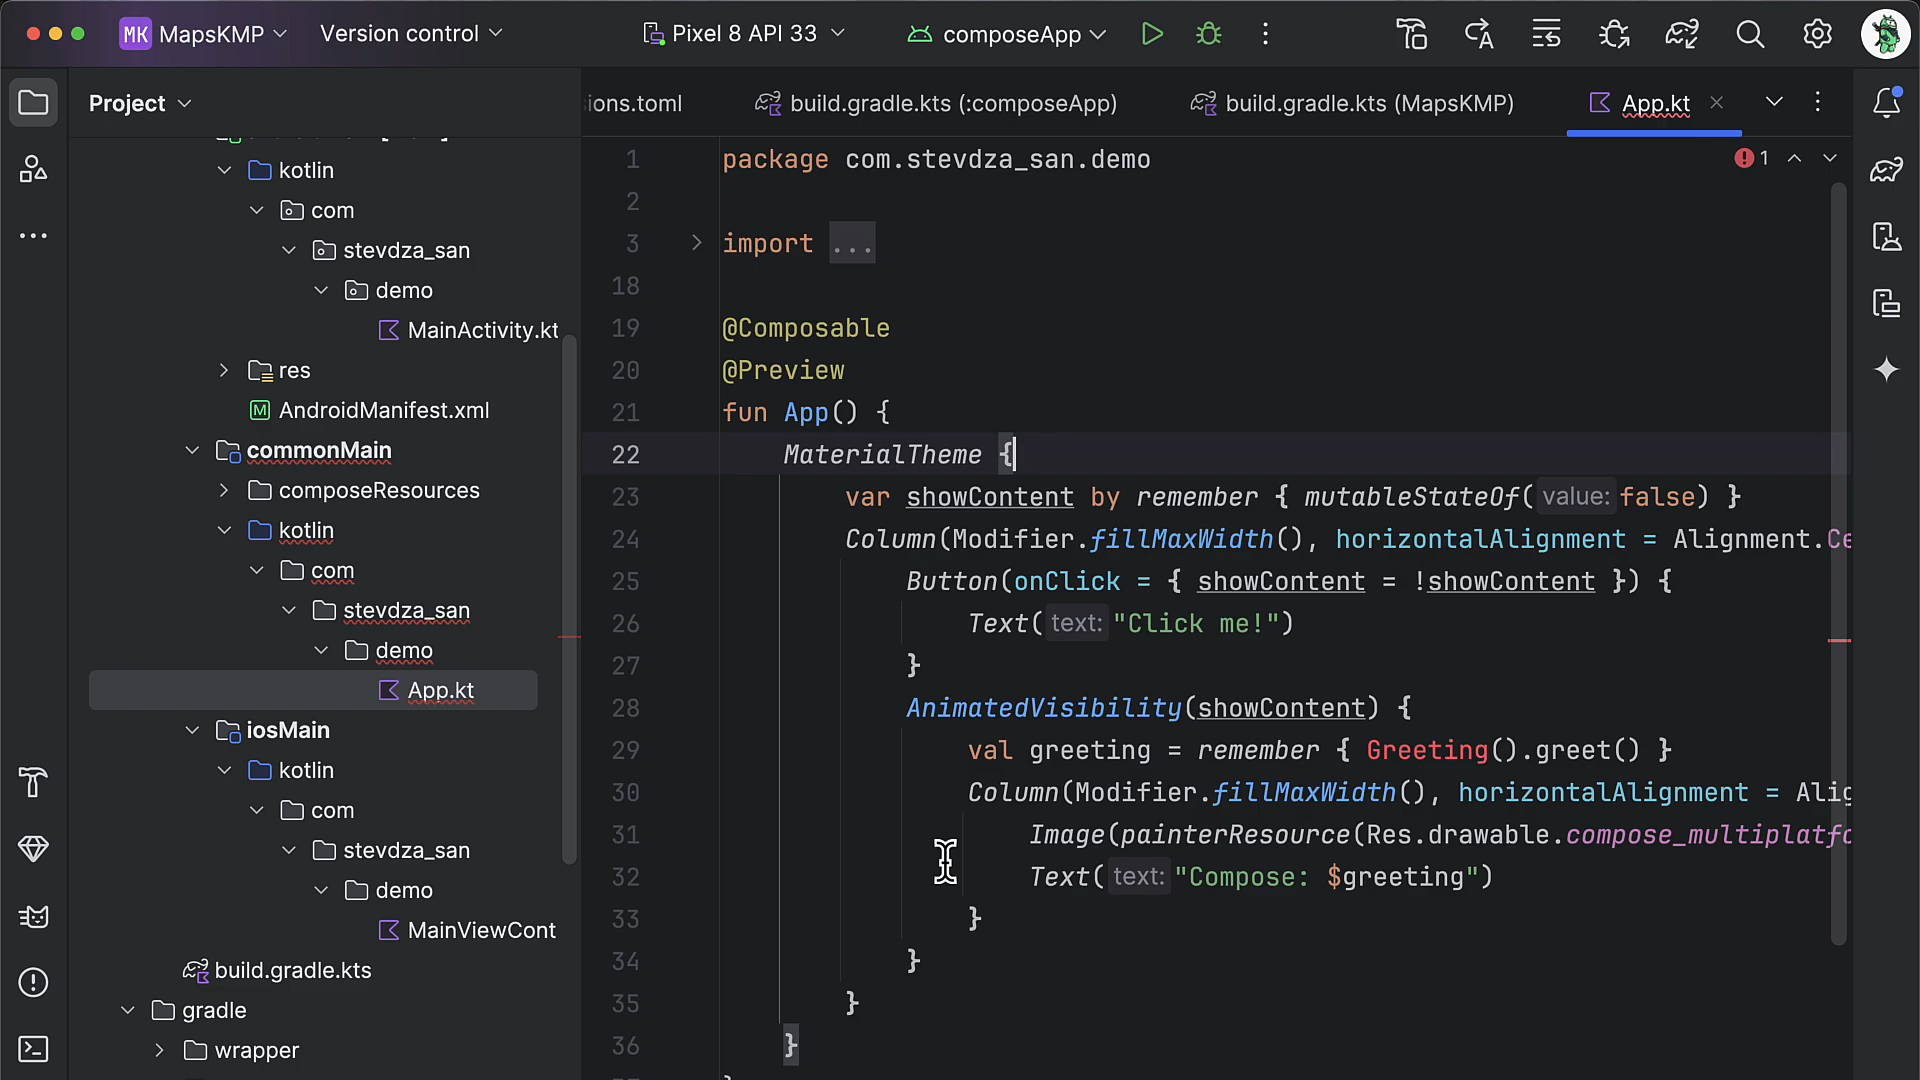 MK MapsKMP Version control Pixel 8 API 33 composeApp
Project
ions.toml build.gradle.kts (:composeApp) build.gradle.kts (MapsKMP) App.kt
kotlin
com
stevdza_san
demo
MainActivity.kt
res
AndroidManifest.xml
commonMain
composeResources
kotlin
com
stevdza_san
demo
App.kt
iosMain
kotlin
com
stevdza_san
demo
MainViewCont
build.gradle.kts
gradle
wrapper
1 package com.stevdza_san.demo 1
2
3 import ...
18
19 @Composable
20 @Preview
21 fun App() {
22 MaterialTheme {
23 var showContent by remember { mutableStateOf( value: false) }
24 Column(Modifier.fillMaxWidth(), horizontalAlignment = Alignment.Ce
25 Button(onClick = { showContent = !showContent }) {
26 Text( text: "Click me!")
27 }
28 AnimatedVisibility(showContent) {
29 val greeting = remember { Greeting().greet() }
30 Column(Modifier.fillMaxWidth(), horizontalAlignment = Alig
31 Image(painterResource(Res.drawable.compose_multiplatfo
32 Text( text: "Compose: $greeting")
33 }
34 }
35 }
36 }